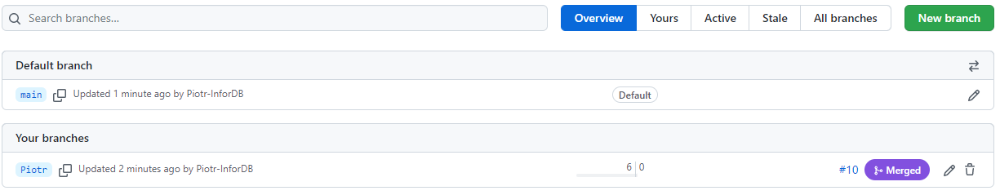 Search branches...
Overview Yours Active Stale All branches New branch
Default branch
main Updated 1 minute ago by Piotr-InforDB Default
Your branches
Piotr Updated 2 minutes ago by Piotr-InforDB 6 0 #10 Merged